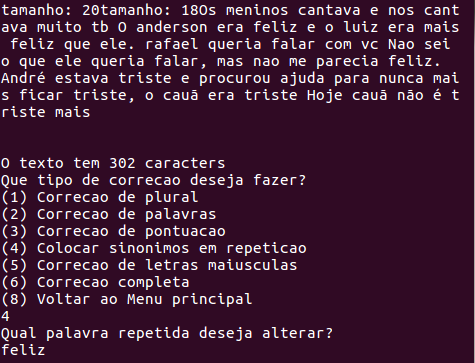 tamanho: 20tamanho: 18Os meninos cantava e nos cant
ava muito tb O anderson era feliz e o luiz era mais
 feliz que ele. rafael queria falar com vc Nao sei
o que ele queria falar, mas nao me parecia feliz.
André estava triste e procurou ajuda para nunca mai
s ficar triste, o cauã era triste Hoje cauã não é t
riste mais
O texto tem 302 caracters
Que tipo de correcao deseja fazer?
(1) Correcao de plural
(2) Correcao de palavras
(3) Correcao de pontuacao
(4) Colocar sinonimos em repeticao
(5) Correcao de letras maiusculas
(6) Correcao completa
(8) Voltar ao Menu principal
4
Qual palavra repetida deseja alterar?
feliz